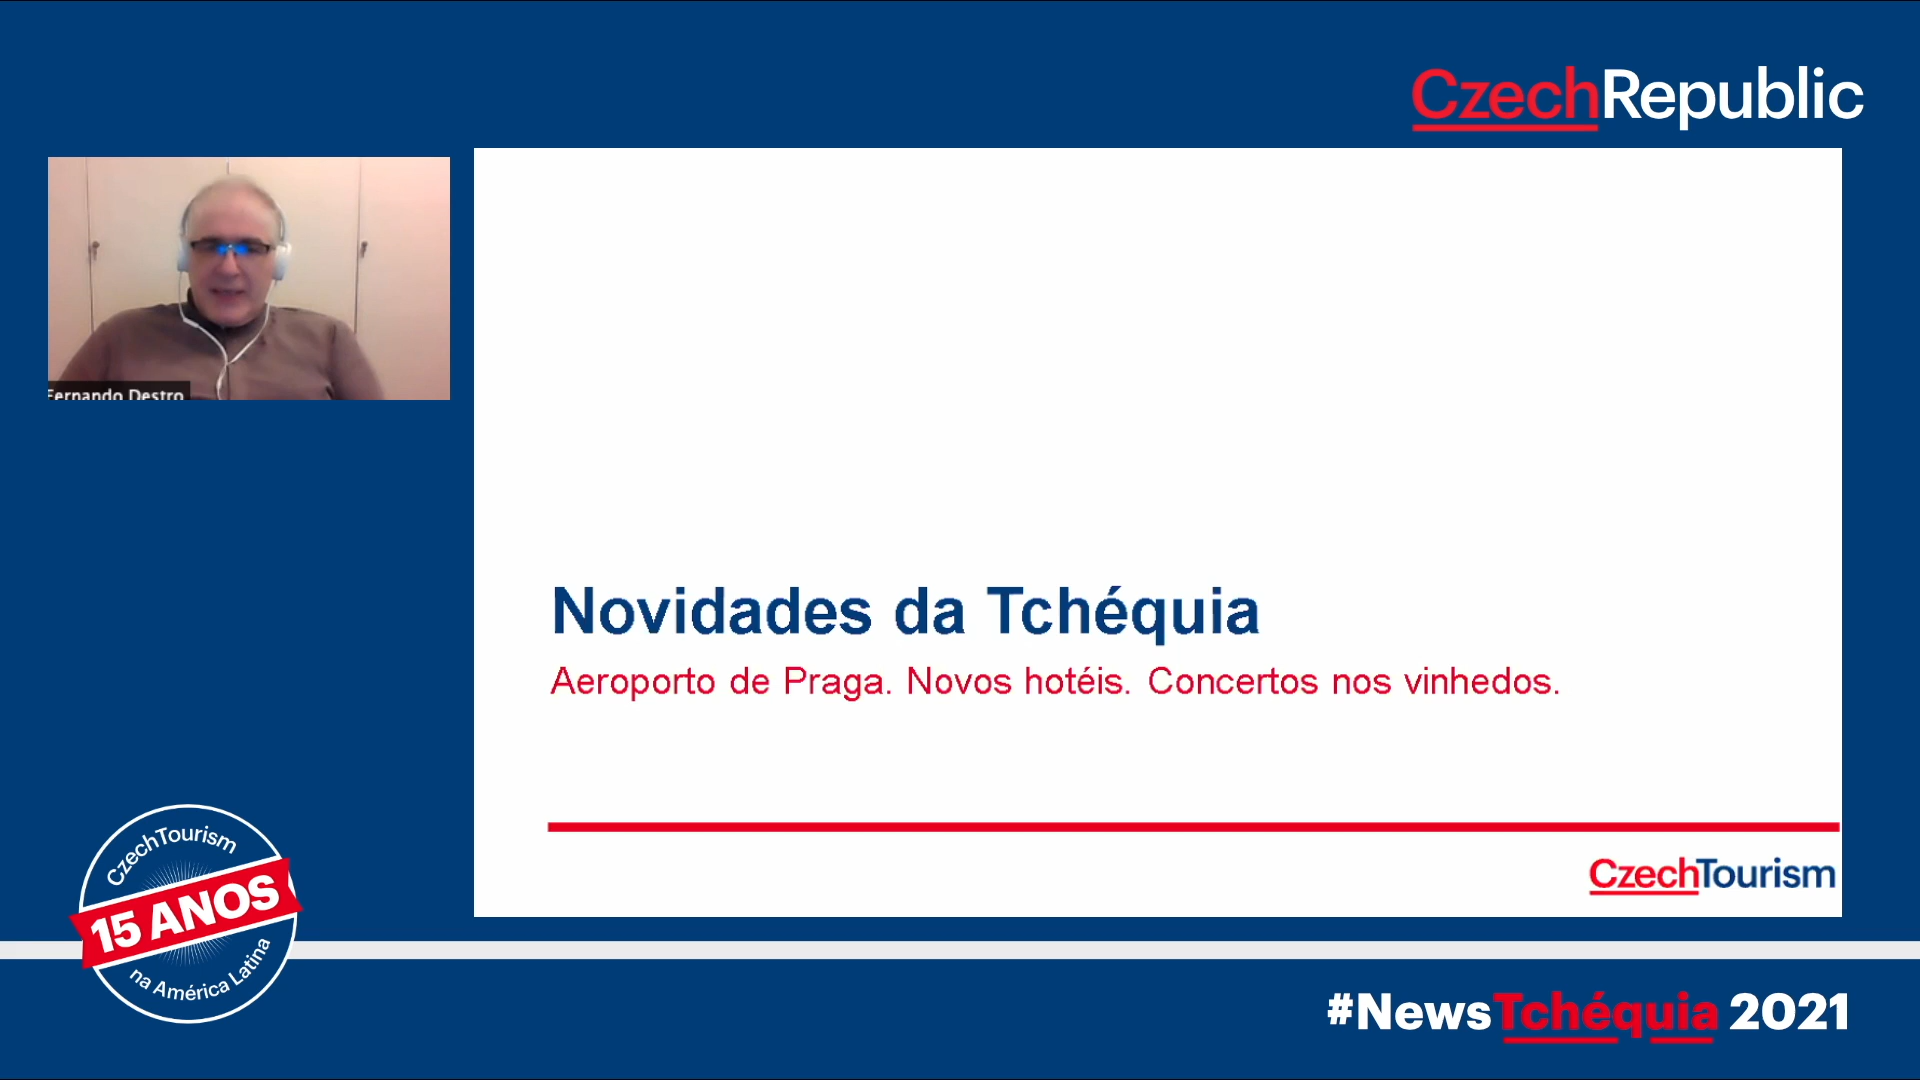 CzechRepublic
Fernando Destro
Novidades da Tchéquia
Aeroporto de Praga. Novos hotéis. Concertos nos vinhedos.
CzechTourism
CzechTourism
15 ANOS
na América Latina
#NewsTchéquia 2021